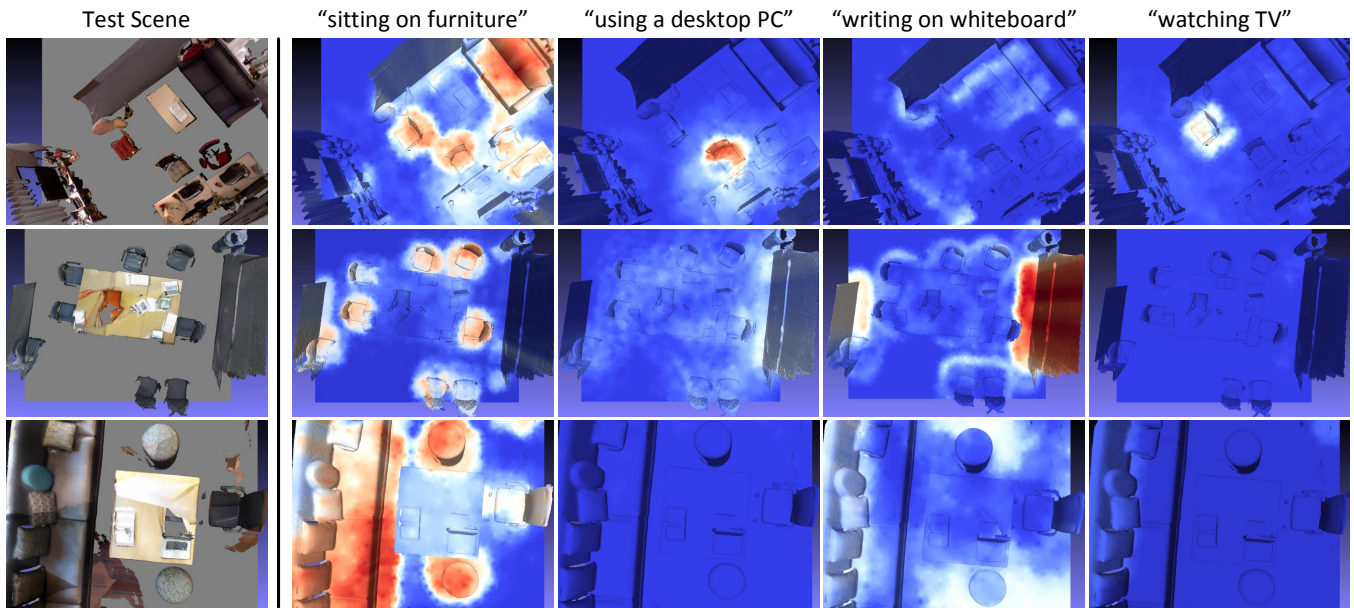 Test Scene
“sitting on furniture”
“using a desktop PC”
“writing on whiteboard”
“watching TV”